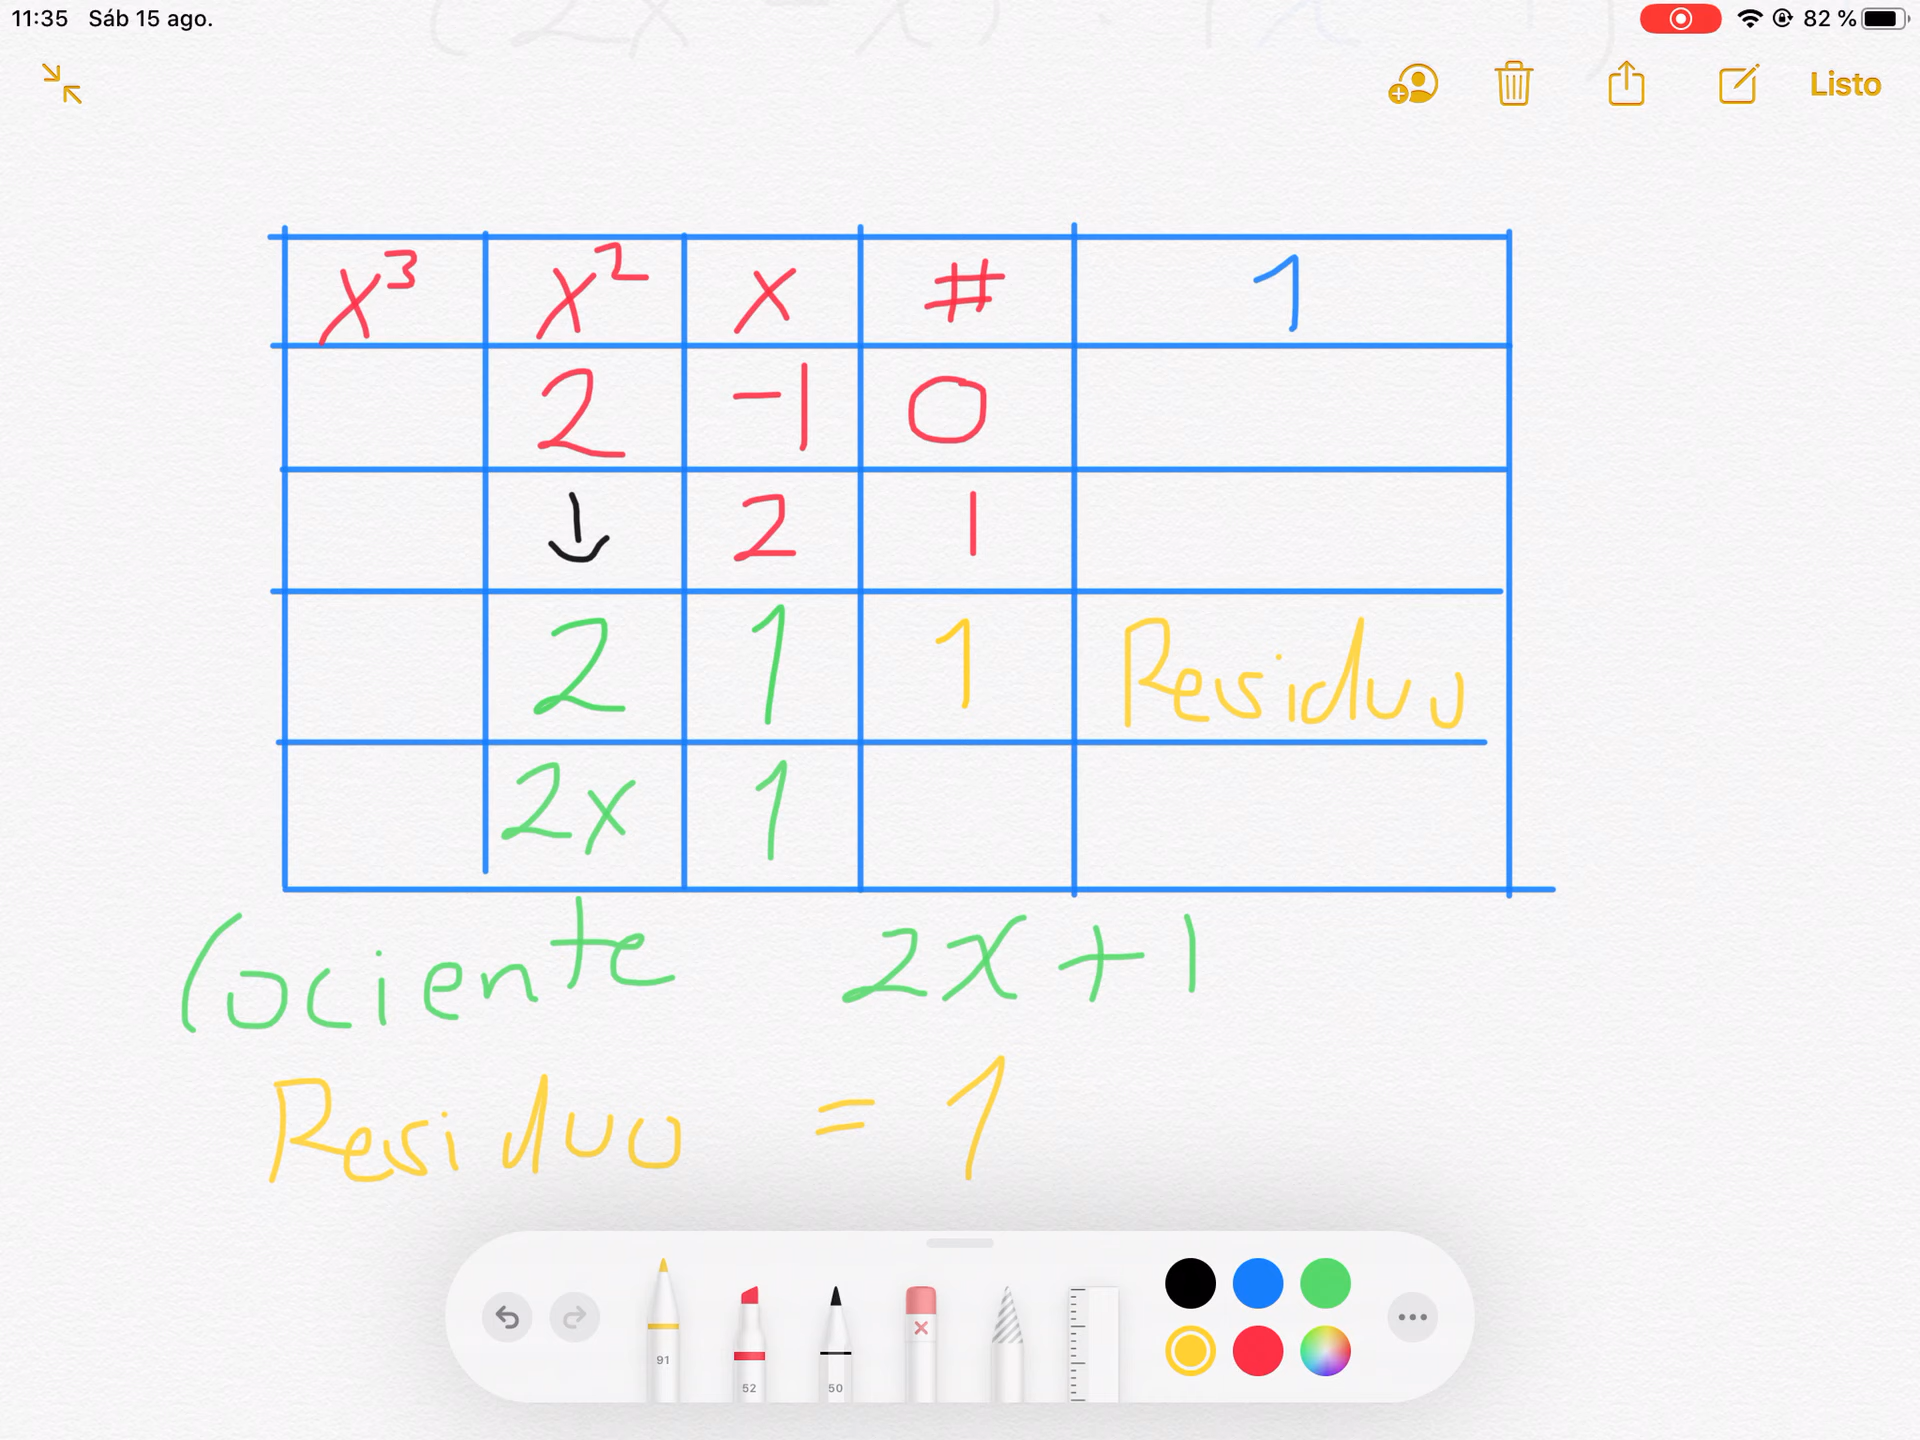 11:35 Sáb 15 ago. 82 %
Listo
x³ x² x # 1
2 -1 0
↓ 2 1
2 1 1 Residuo
2x 1
Cociente 2x+1
Residuo = 1
91 52 50